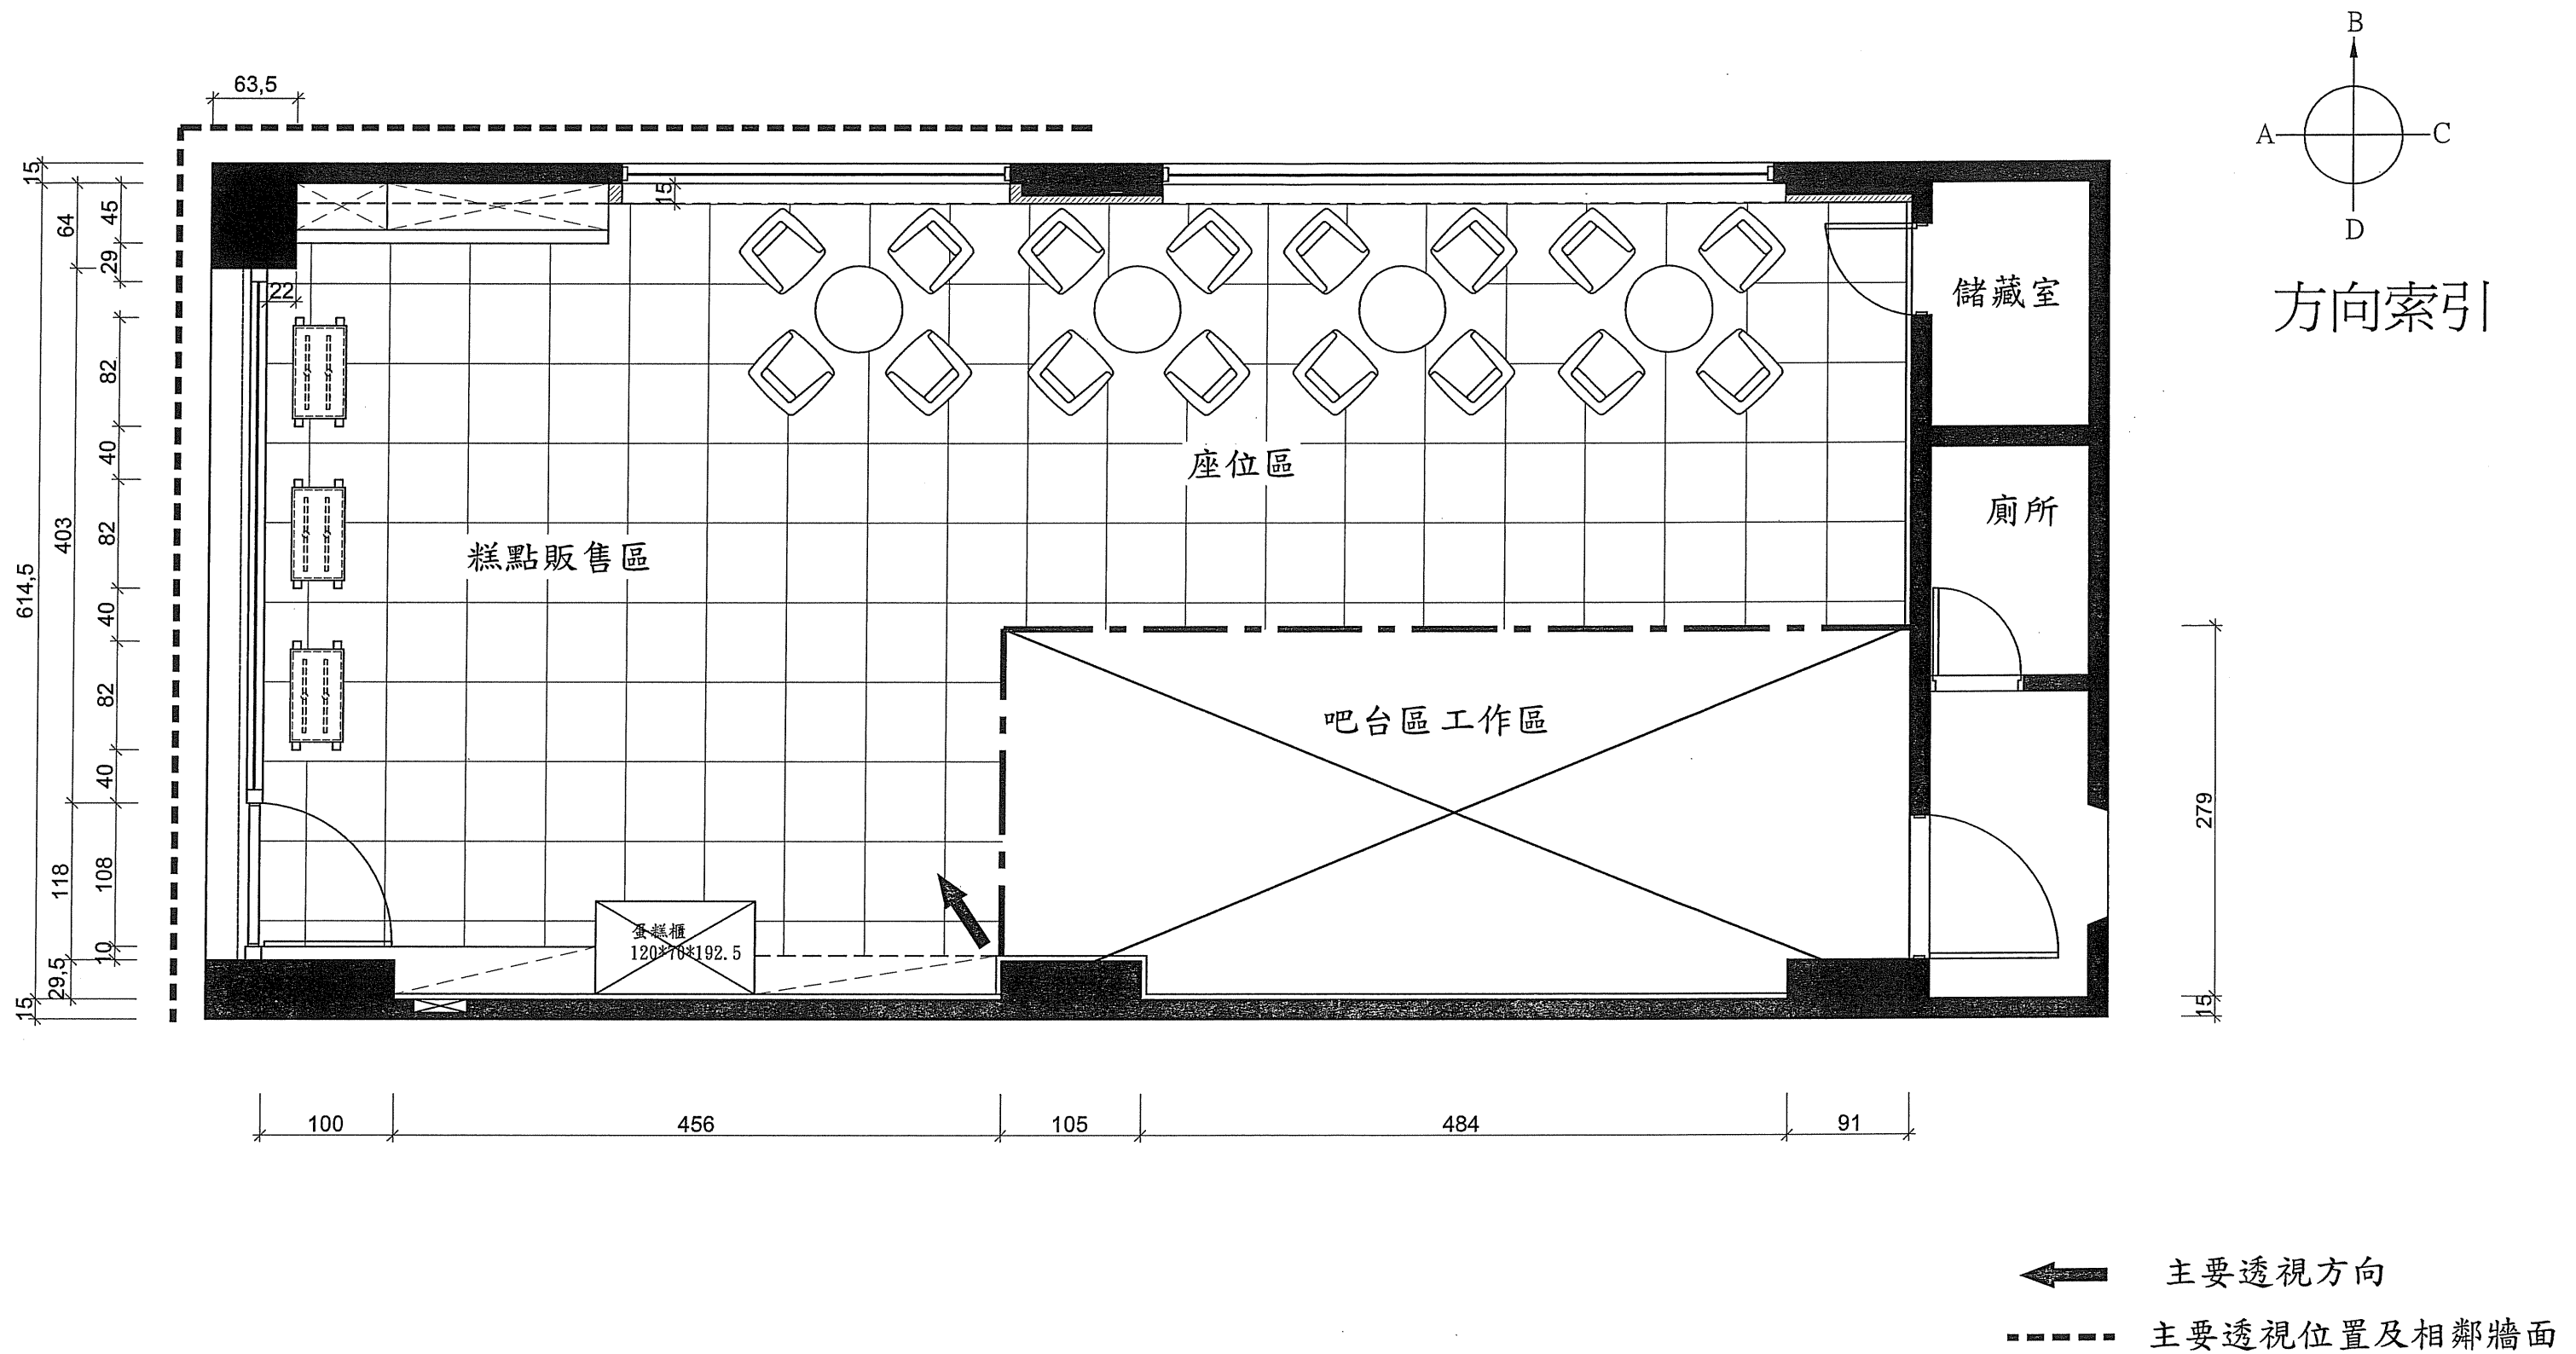 B
A
C
D
方向索引
63,5
15
64
45
15
29
22
儲藏室
82
40
座位區
403
82
糕點販售區
廁所
614,5
40
82
吧台區工作區
40
279
118
108
蛋糕櫃
120*70*192.5
10
29,5
15
15
100
456
105
484
91
主要透視方向
主要透視位置及相鄰牆面